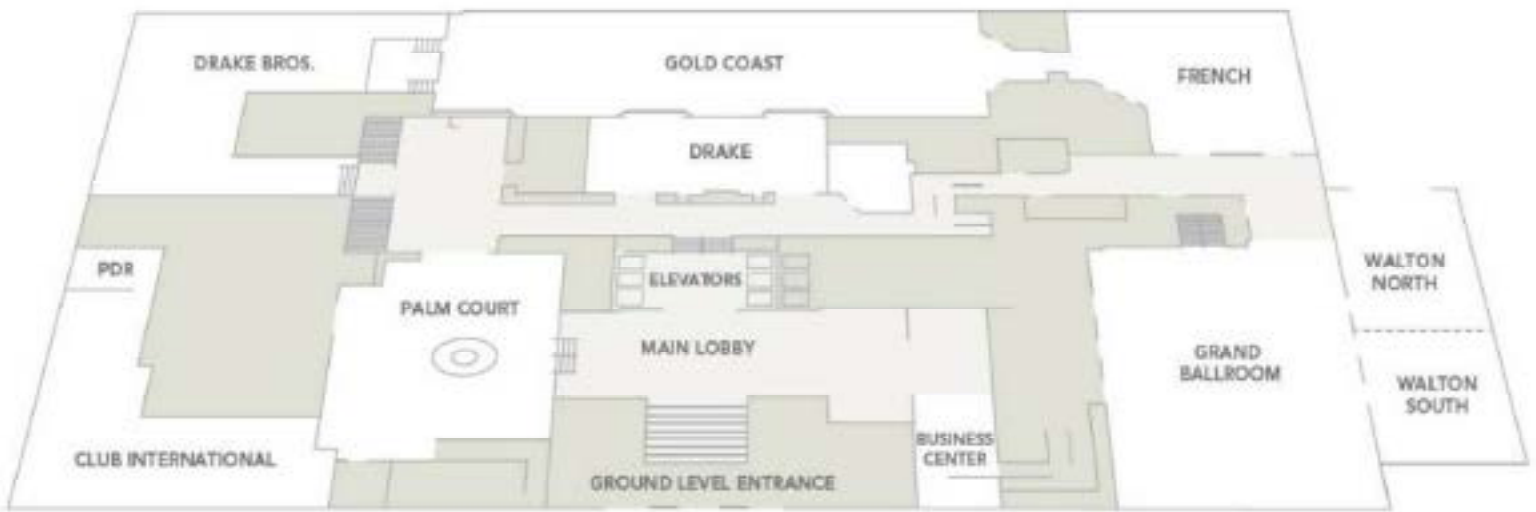 DRAKE BROS.
GOLD COAST
FRENCH
DRAKE
PDR
PALM COURT
ELEVATORS
MAIN LOBBY
WALTON
NORTH
GRAND
BALLROOM
WALTON
SOUTH
CLUB INTERNATIONAL
BUSINESS
CENTER
GROUND LEVEL ENTRANCE